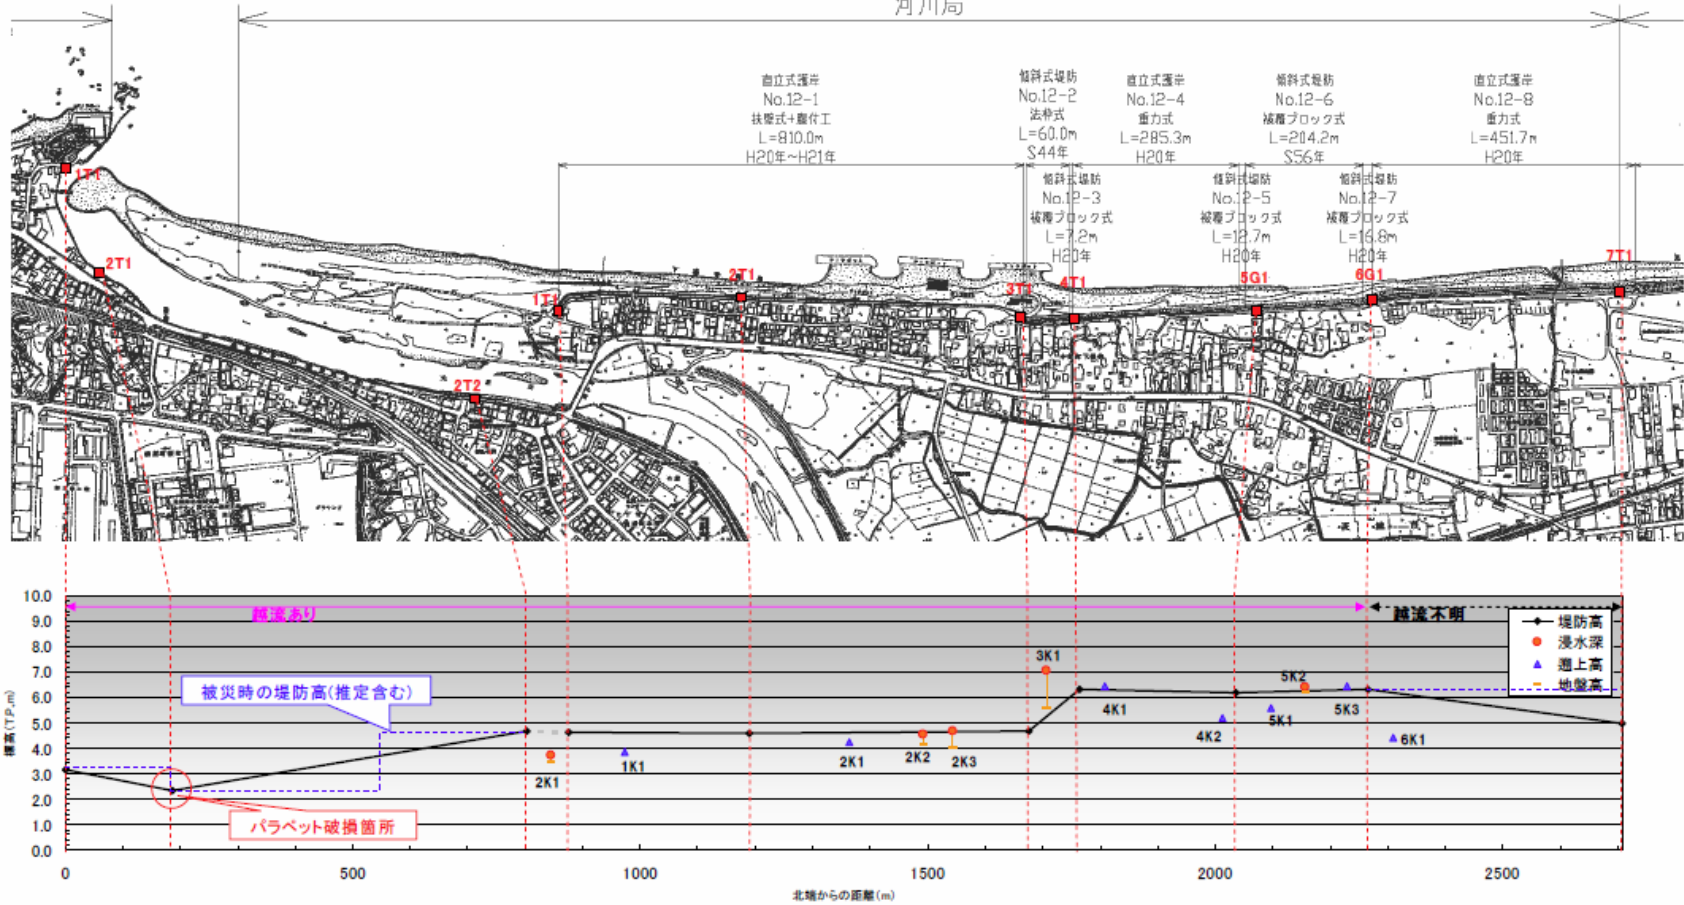 河川局
直立式護岸
No.12-1
扶壁式+腹付工
L=810.0m
H20年~H21年
傾斜式堤防
No.12-2
法枠式
L=60.0m
S44年
直立式護岸
No.12-4
重力式
L=285.3m
H20年
傾斜式堤防
No.12-6
被覆ブロック式
L=204.2m
S56年
直立式護岸
No.12-8
重力式
L=451.7m
H20年
傾斜式堤防
No.12-3
被覆ブロック式
L=7.2m
H20年
傾斜式堤防
No.12-5
被覆ブロック式
L=12.7m
H20年
傾斜式堤防
No.12-7
被覆ブロック式
L=16.8m
H20年
1T1
2T1
2T2
1T1
2T1
3T1
4T1
5G1
6G1
7T1
越流あり
越流不明
堤防高
浸水深
遡上高
地盤高
被災時の堤防高(推定含む)
パラペット破損箇所
2K1
1K1
2K1
2K2
2K3
3K1
4K1
4K2
5K1
5K2
5K3
6K1
標高(T.P.m)
10.0
9.0
8.0
7.0
6.0
5.0
4.0
3.0
2.0
1.0
0.0
0
500
1000
1500
2000
2500
北端からの距離(m)